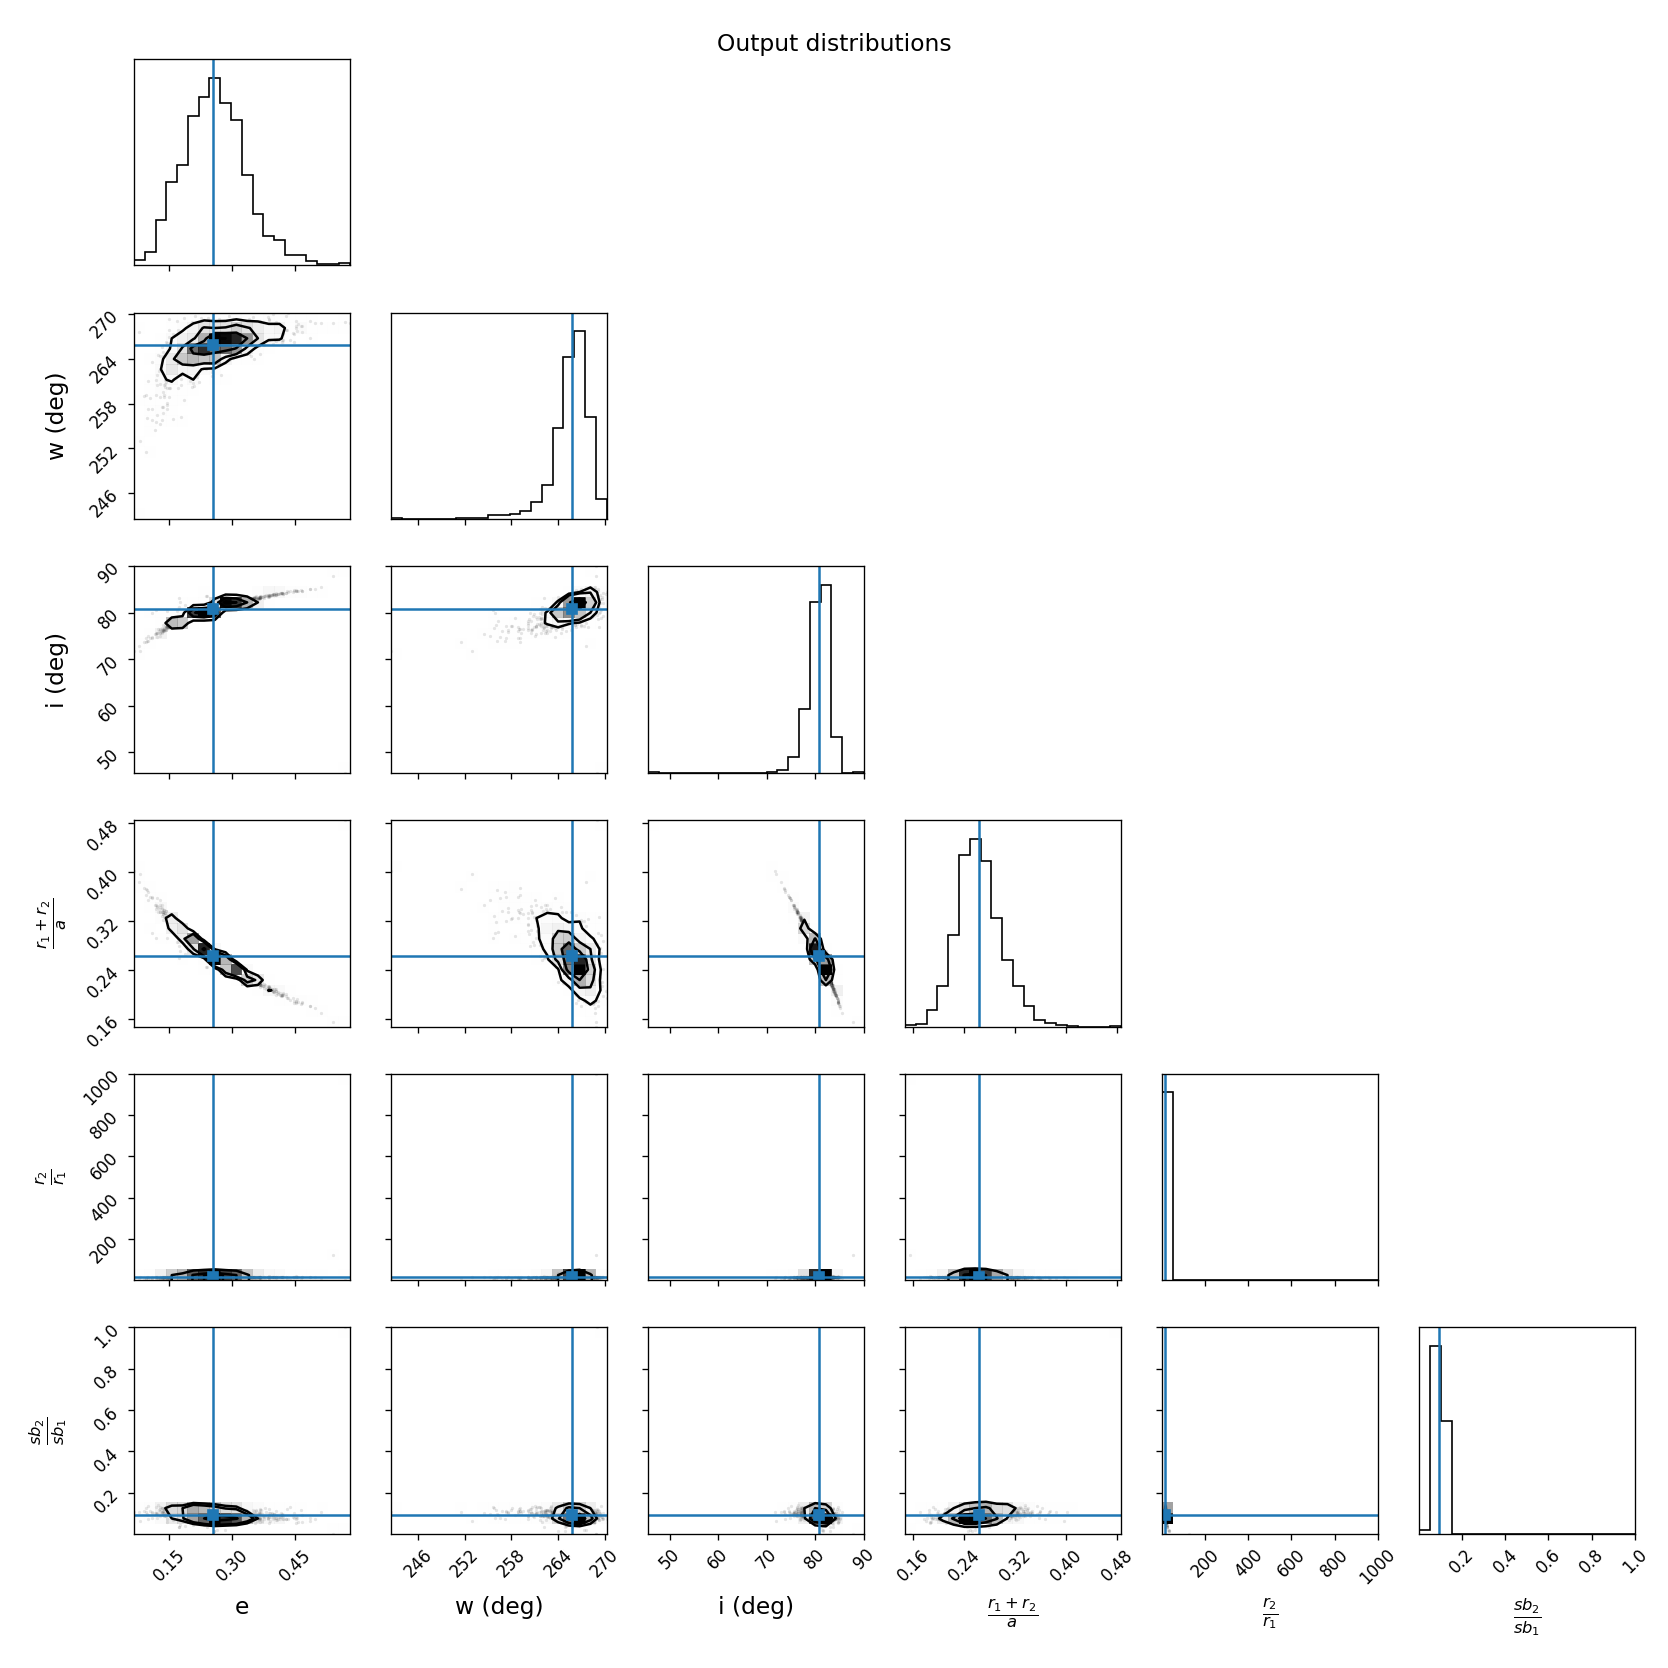 Output distributions
270
264
258
252
246
w (deg)
90
80
70
60
50
i (deg)
0.48
0.40
0.32
0.24
0.16
r₁ + r₂
a
1000
800
600
400
200
r₂
r₁
1.0
0.8
0.6
0.4
0.2
sb₂
sb₁
0.15 0.30 0.45 246 252 258 264 270 50 60 70 80 90 0.16 0.24 0.32 0.40 0.48 200 400 600 800 1000 0.2 0.4 0.6 0.8 1.0
e w (deg) i (deg)
r₁ + r₂ r₂ sb₂
a r₁ sb₁